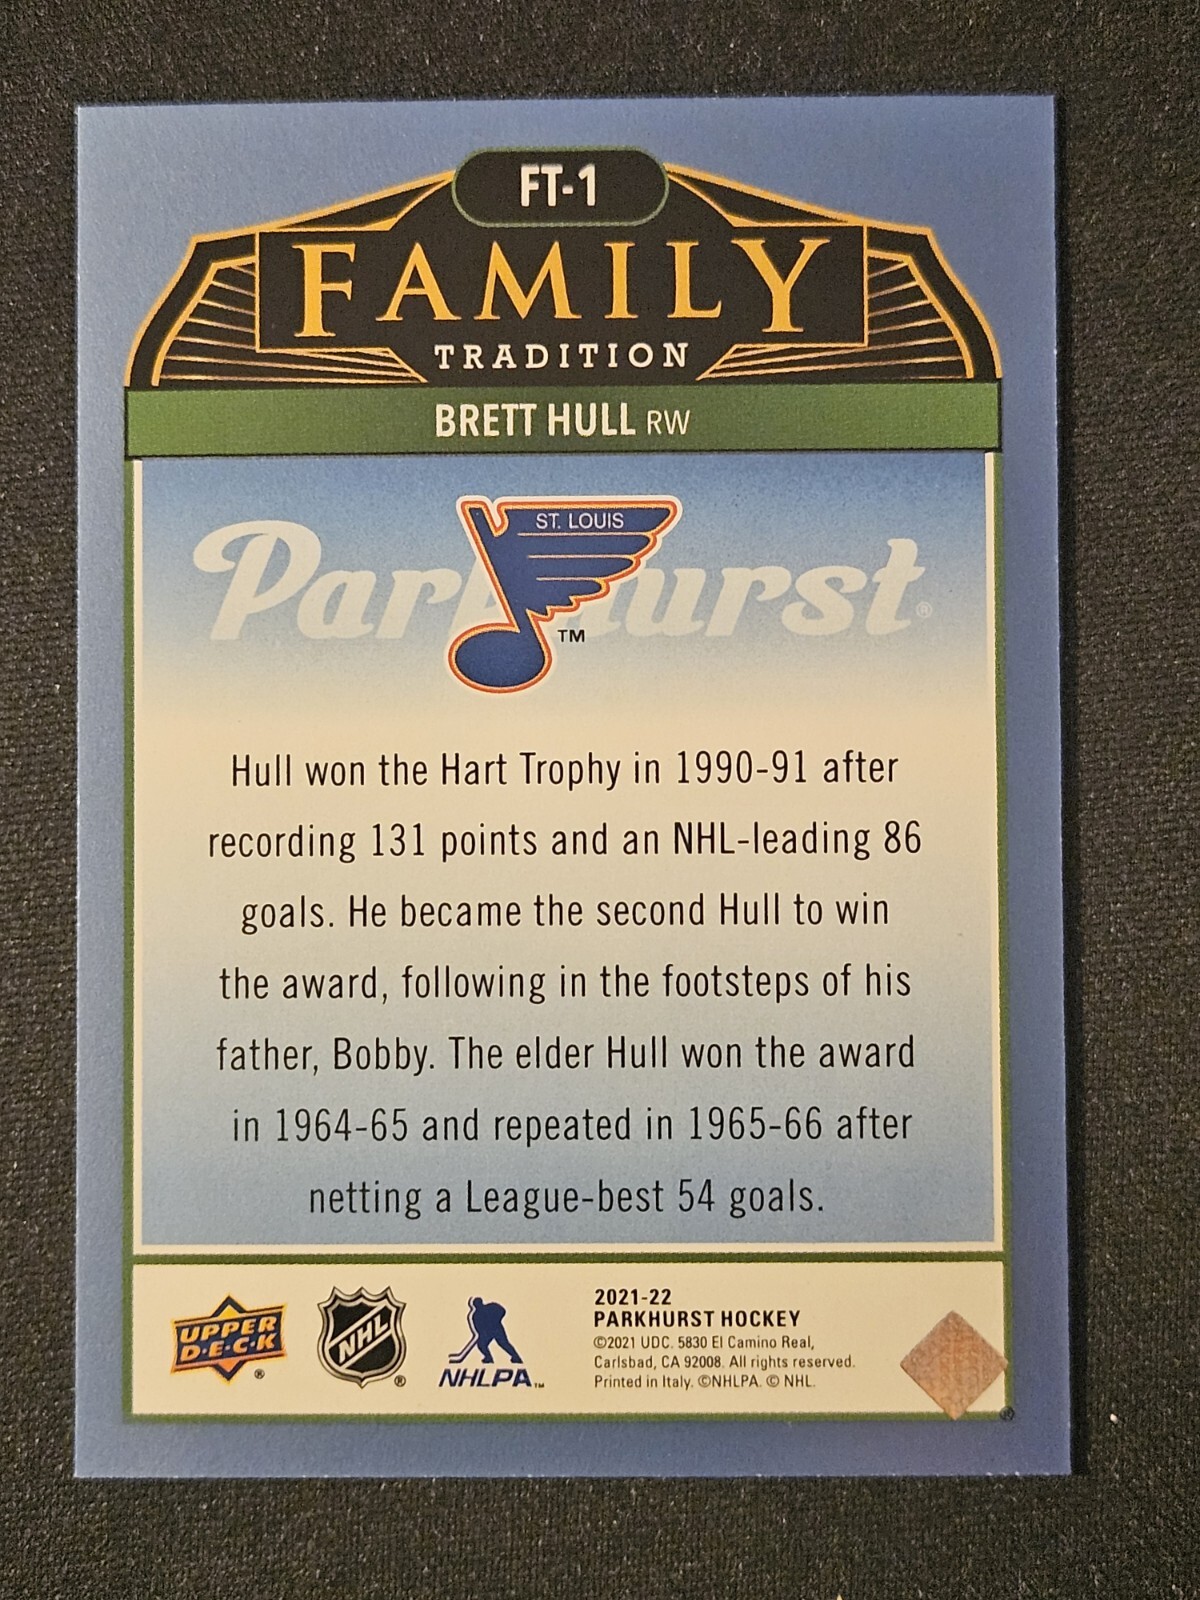 FT-1
FAMILY
TRADITION
BRETT HULL RW
Parkhurst®
ST. LOUIS
TM
Hull won the Hart Trophy in 1990-91 after
recording 131 points and an NHL-leading 86
goals. He became the second Hull to win
the award, following in the footsteps of his
father, Bobby. The elder Hull won the award
in 1964-65 and repeated in 1965-66 after
netting a League-best 54 goals.
UPPER
D·E·C·K
®
NHL
®
NHLPA™
2021-22
PARKHURST HOCKEY
©2021 UDC. 5830 El Camino Real,
Carlsbad, CA 92008. All rights reserved.
Printed in Italy. ©NHLPA. © NHL.
®